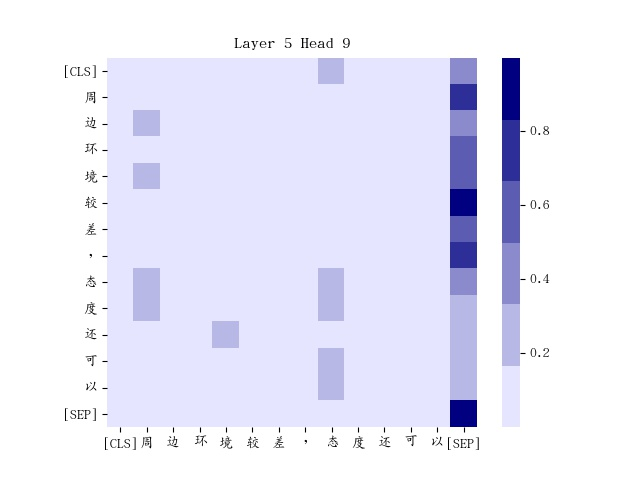 Layer 5 Head 9
[CLS]
周
边
环
境
较
差
,
态
度
还
可
以
[SEP]
[CLS] 周 边 环 境 较 差 , 态 度 还 可 以 [SEP]
0.8
0.6
0.4
0.2